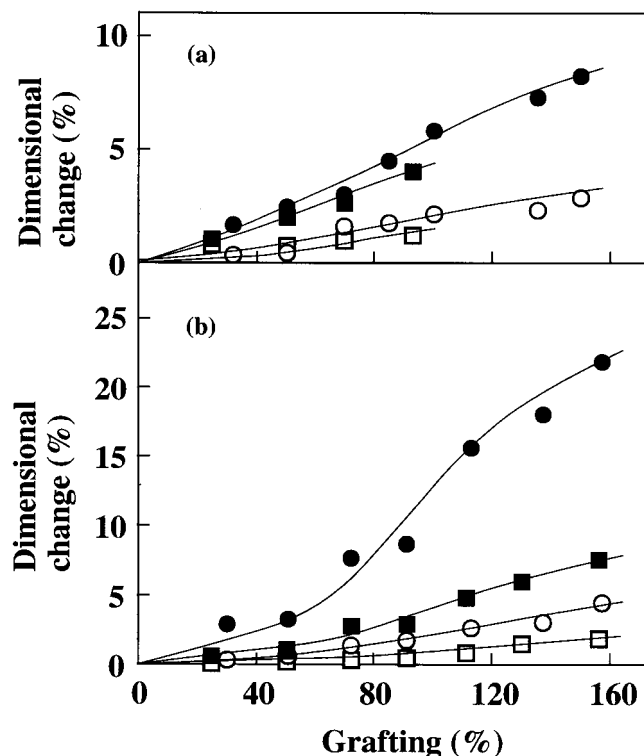 10
(a)
5
0
Dimensional
change (%)
25
(b)
20
15
10
5
0
Dimensional
change (%)
0 40 80 120 160
Grafting (%)